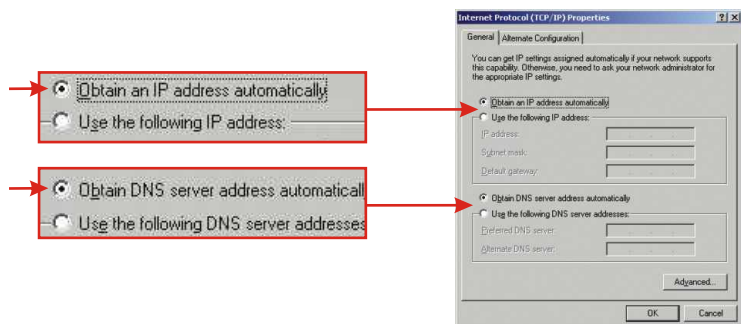 Obtain an IP address automatically
Use the following IP address:
Obtain DNS server address automaticall
Use the following DNS server addresses
Internet Protocol (TCP/IP) Properties
General
Alternate Configuration
You can get IP settings assigned automatically if your network supports
this capability. Otherwise, you need to ask your network administrator for
the appropriate IP settings.
Obtain an IP address automatically
Use the following IP address:
IP address:
Subnet mask:
Default gateway:
Obtain DNS server address automatically
Use the following DNS server addresses:
Preferred DNS server:
Alternate DNS server:
Advanced...
OK
Cancel